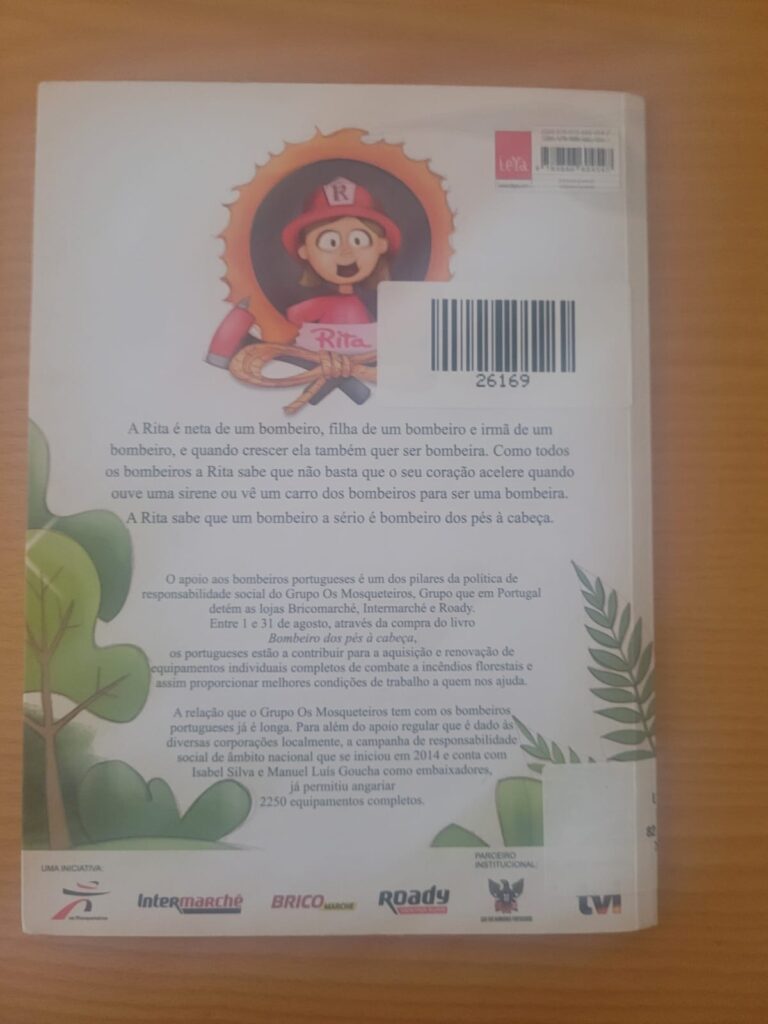 R
Rita
LeYa
26169
A Rita é neta de um bombeiro, filha de um bombeiro e irmã de um
bombeiro, e quando crescer ela também quer ser bombeira. Como todos
os bombeiros a Rita sabe que não basta que o seu coração acelere quando
ouve uma sirene ou vê um carro dos bombeiros para ser uma bombeira.
A Rita sabe que um bombeiro a sério é bombeiro dos pés à cabeça.
O apoio aos bombeiros portugueses é um dos pilares da política de
responsabilidade social do Grupo Os Mosqueteiros, Grupo que em Portugal
detém as lojas Bricomarché, Intermarché e Roady.
Entre 1 e 31 de agosto, através da compra do livro
Bombeiro dos pés à cabeça,
os portugueses estão a contribuir para a aquisição e renovação de
equipamentos individuais completos de combate a incêndios florestais e
assim proporcionar melhores condições de trabalho a quem nos ajuda.
A relação que o Grupo Os Mosqueteiros tem com os bombeiros
portugueses já é longa. Para além do apoio regular que é dado às
diversas corporações localmente, a campanha de responsabilidade
social de âmbito nacional que se iniciou em 2014 e conta com
Isabel Silva e Manuel Luís Goucha como embaixadores,
já permitiu angariar
2250 equipamentos completos.
82
UMA INICIATIVA:
PARCEIRO
INSTITUCIONAL:
os Mosqueteiros
Intermarchē
BRICO MARCHÉ
Roady
tvi